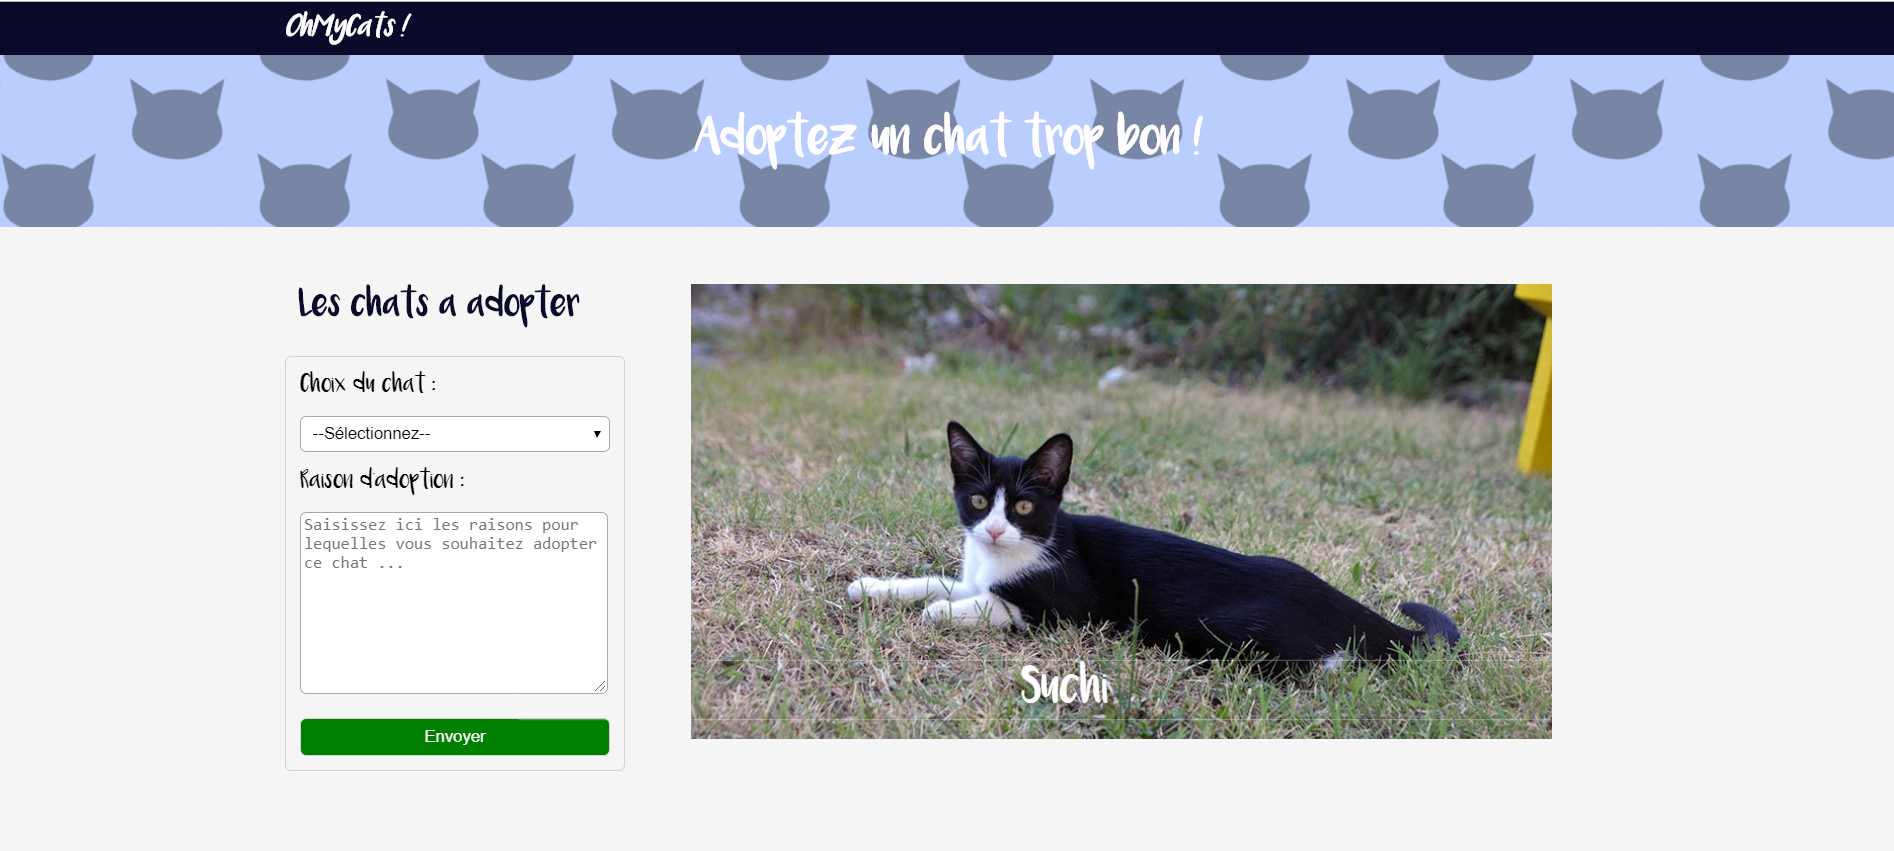 OhMyCats !
Adoptez un chat trop bon !
Les chats a adopter
Choix du chat :
--Sélectionnez--
Raison d'adoption :
Saisissez ici les raisons pour
lequelles vous souhaitez adopter
ce chat ...
Envoyer
Suchi